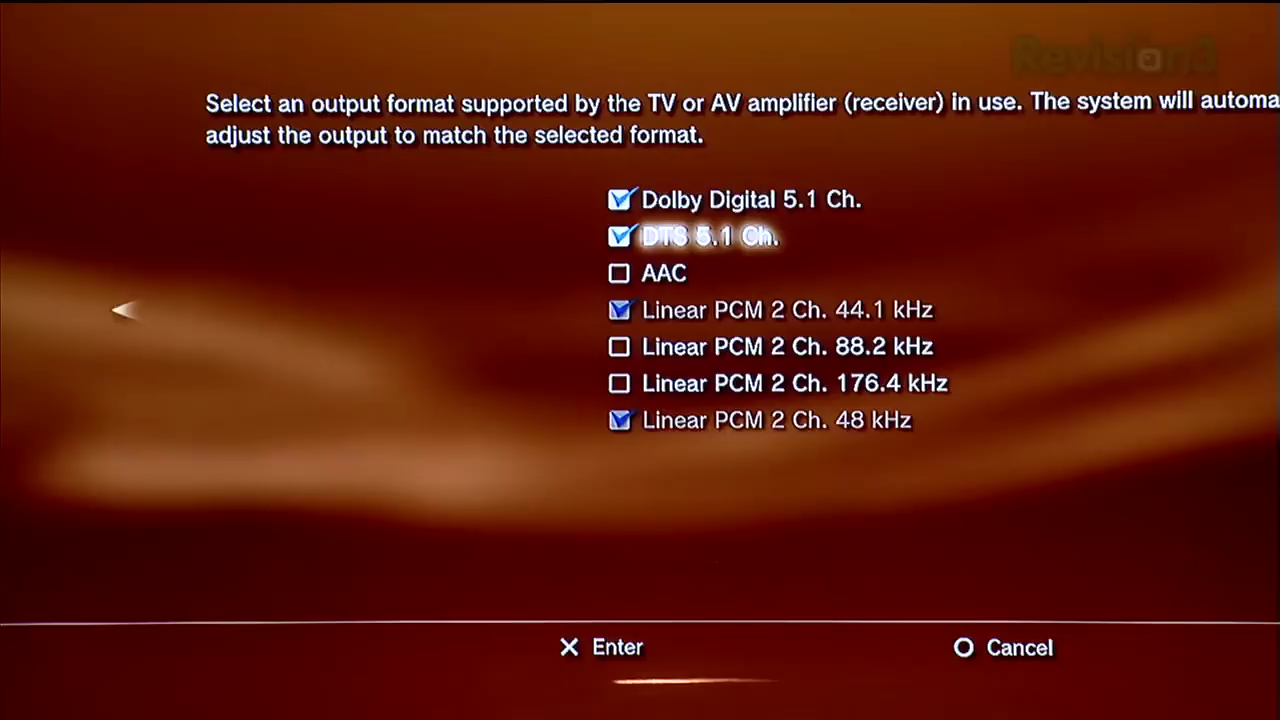 Revision3
Select an output format supported by the TV or AV amplifier (receiver) in use. The system will automa
adjust the output to match the selected format.
Dolby Digital 5.1 Ch.
DTS 5.1 Ch.
AAC
Linear PCM 2 Ch. 44.1 kHz
Linear PCM 2 Ch. 88.2 kHz
Linear PCM 2 Ch. 176.4 kHz
Linear PCM 2 Ch. 48 kHz
Enter
Cancel